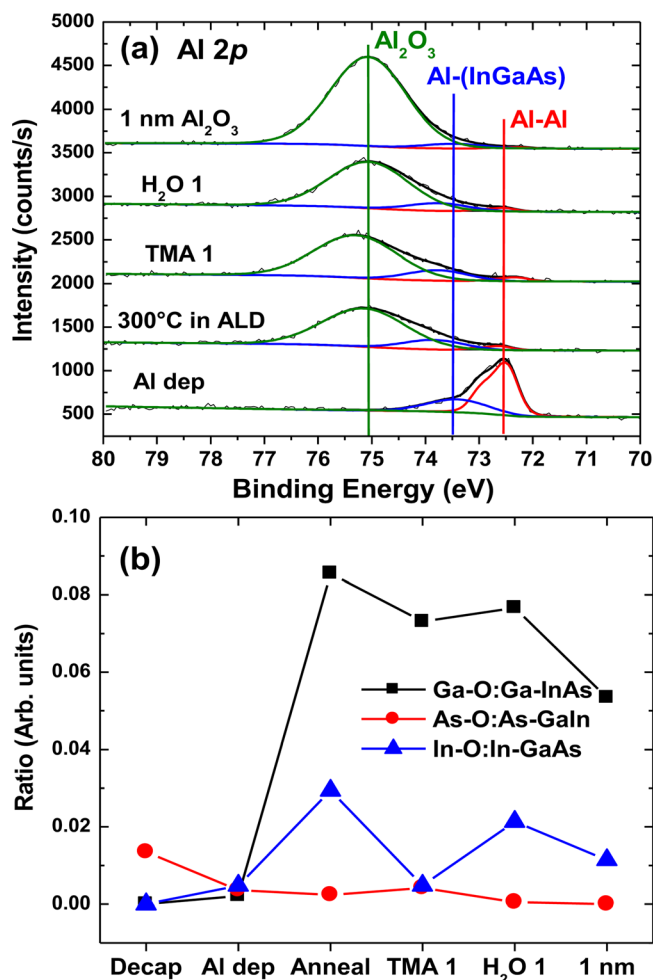 (a) Al 2p
Al₂O₃
Al-(InGaAs)
Al-Al
1 nm Al₂O₃
H₂O 1
TMA 1
300°C in ALD
Al dep
5000
4500
4000
3500
3000
2500
2000
1500
1000
500
Intensity (counts/s)
80 79 78 77 76 75 74 73 72 71 70
Binding Energy (eV)
(b)
0.10
0.08
0.06
0.04
0.02
0.00
Ratio (Arb. units)
Ga-O:Ga-InAs
As-O:As-GaIn
In-O:In-GaAs
Decap Al dep Anneal TMA 1 H₂O 1 1 nm